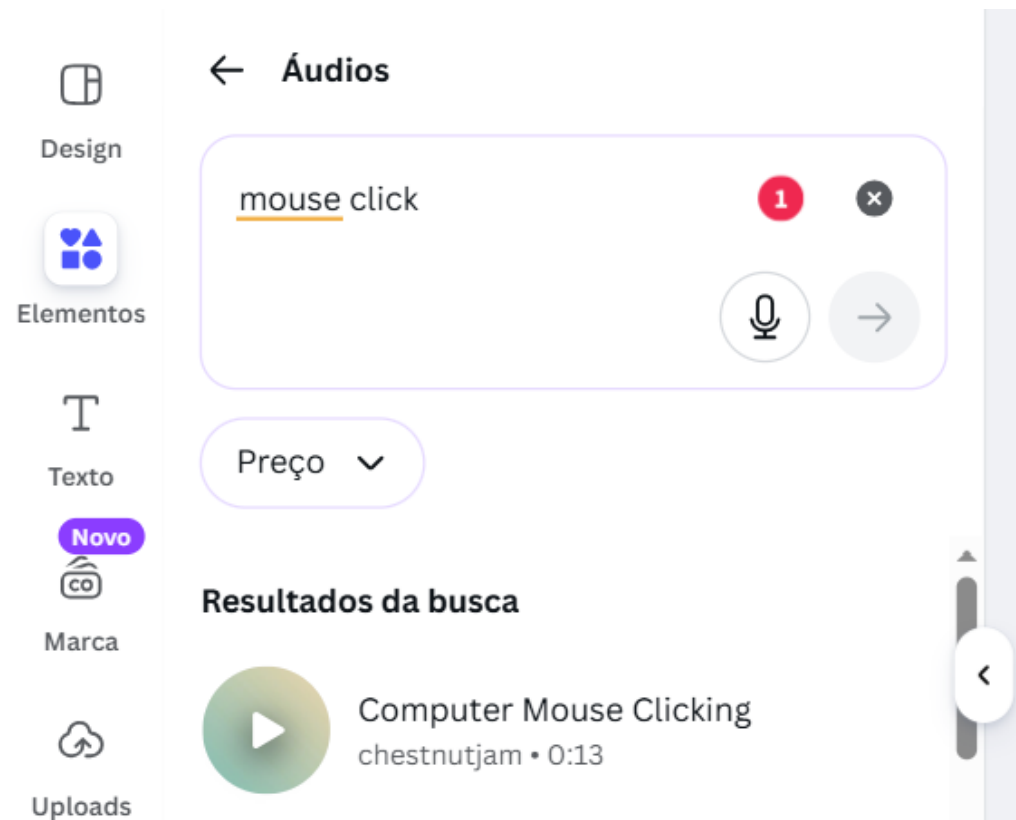 Design
Elementos
Texto
Novo
CO
Marca
Uploads
Áudios
mouse click
1
Preço
Resultados da busca
Computer Mouse Clicking
chestnutjam • 0:13